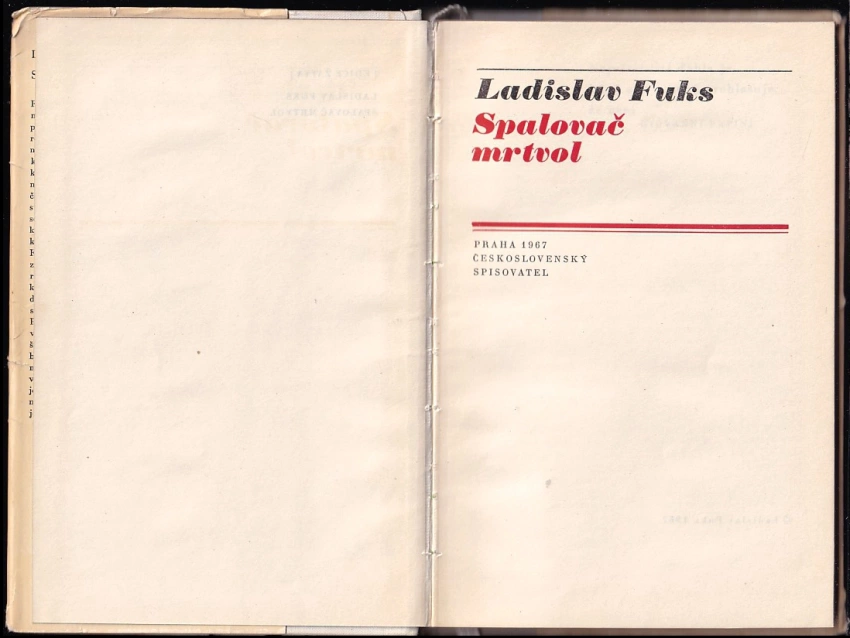 Ladislav Fuks
Spalovač
mrtvol
PRAHA 1967
ČESKOSLOVENSKÝ
SPISOVATEL